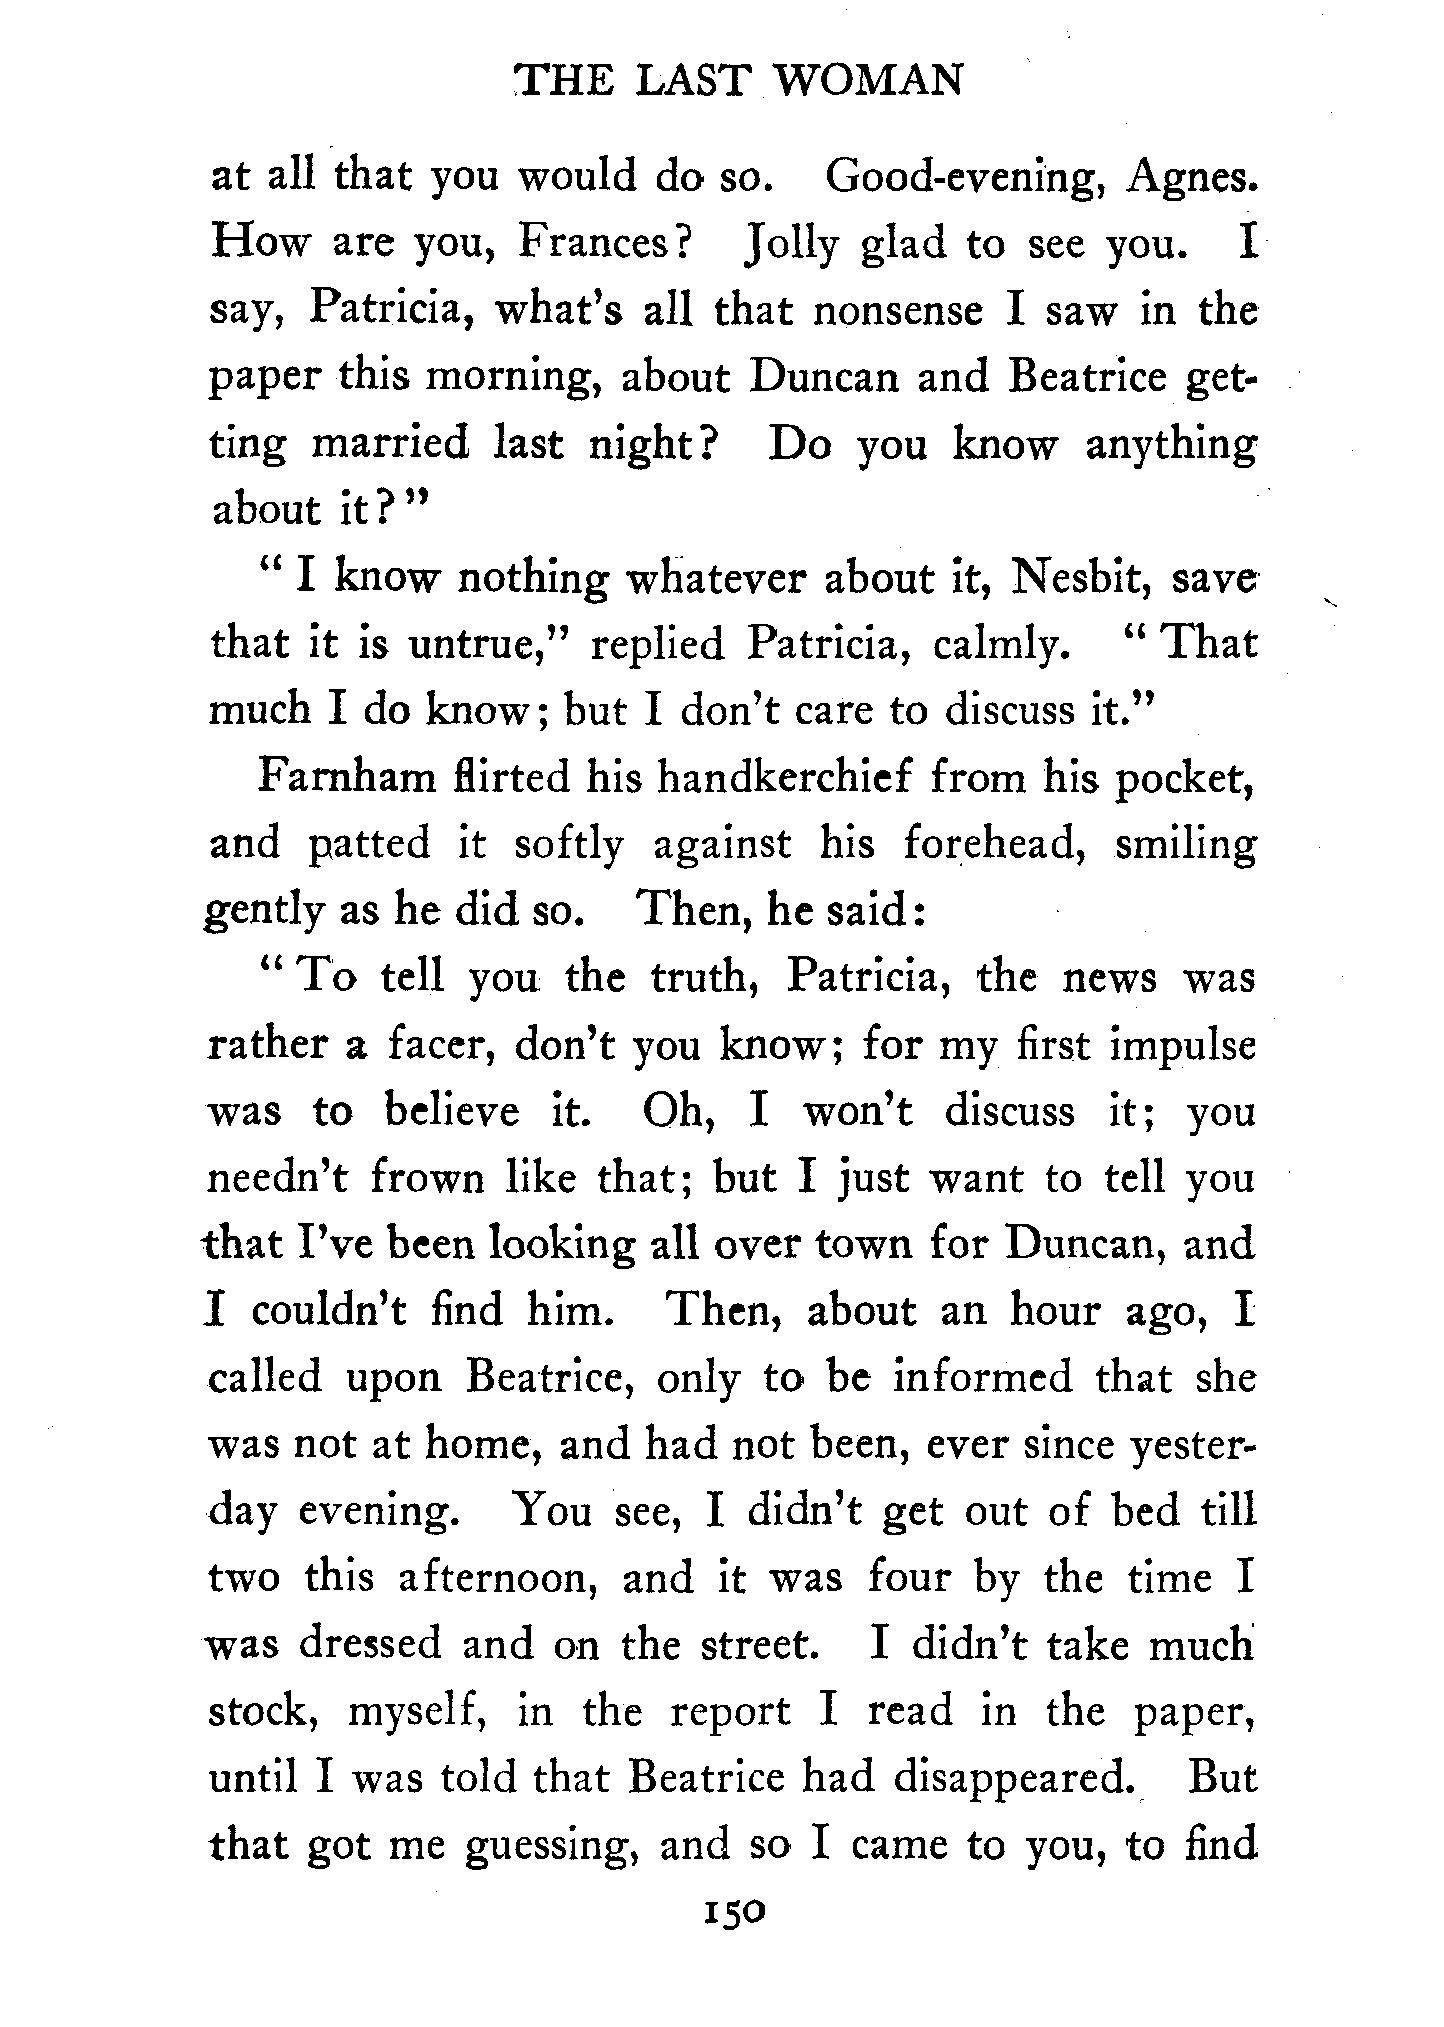 THE LAST WOMAN
at all that you would do so. Good-evening, Agnes.
How are you, Frances? Jolly glad to see you. I
say, Patricia, what's all that nonsense I saw in the
paper this morning, about Duncan and Beatrice get-
ting married last night? Do you know anything
about it?"
"I know nothing whatever about it, Nesbit, save
that it is untrue," replied Patricia, calmly. "That
much I do know; but I don't care to discuss it."
Farnham flirted his handkerchief from his pocket,
and patted it softly against his forehead, smiling
gently as he did so. Then, he said:
"To tell you the truth, Patricia, the news was
rather a facer, don't you know; for my first impulse
was to believe it. Oh, I won't discuss it; you
needn't frown like that; but I just want to tell you
that I've been looking all over town for Duncan, and
I couldn't find him. Then, about an hour ago, I
called upon Beatrice, only to be informed that she
was not at home, and had not been, ever since yester-
day evening. You see, I didn't get out of bed till
two this afternoon, and it was four by the time I
was dressed and on the street. I didn't take much
stock, myself, in the report I read in the paper,
until I was told that Beatrice had disappeared. But
that got me guessing, and so I came to you, to find
150